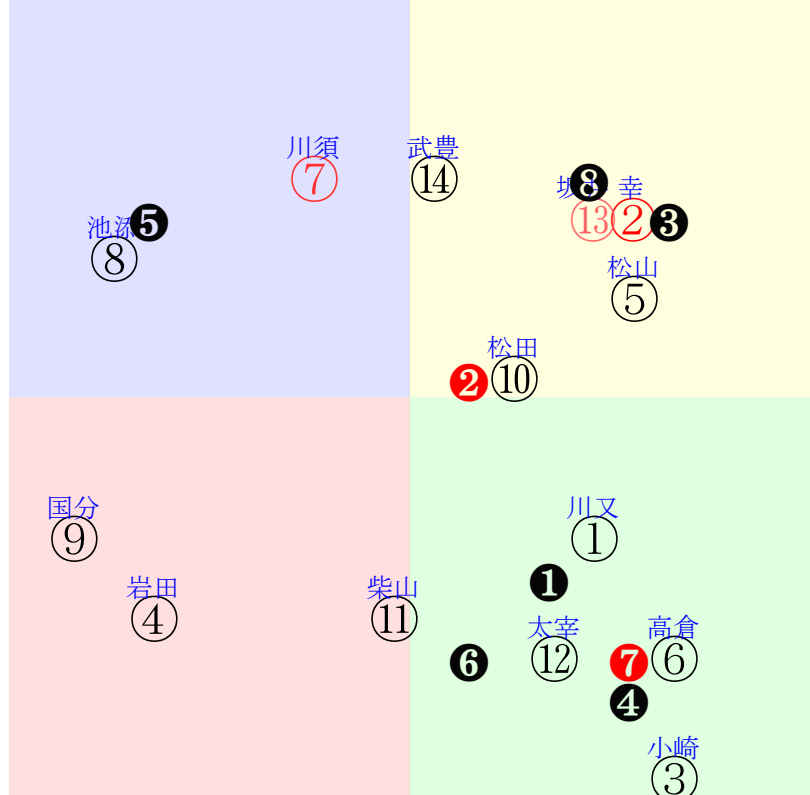 川須
武豊
⑦
⑭
❽
幸
⑬
②
❸
池添
❺
⑧
松山
⑤
松田
❷
⑩
国分
川又
⑨
①
岩田
柴山
❶
④
⑪
太宰
高倉
❻
⑫
❼
⑥
❹
小崎
③